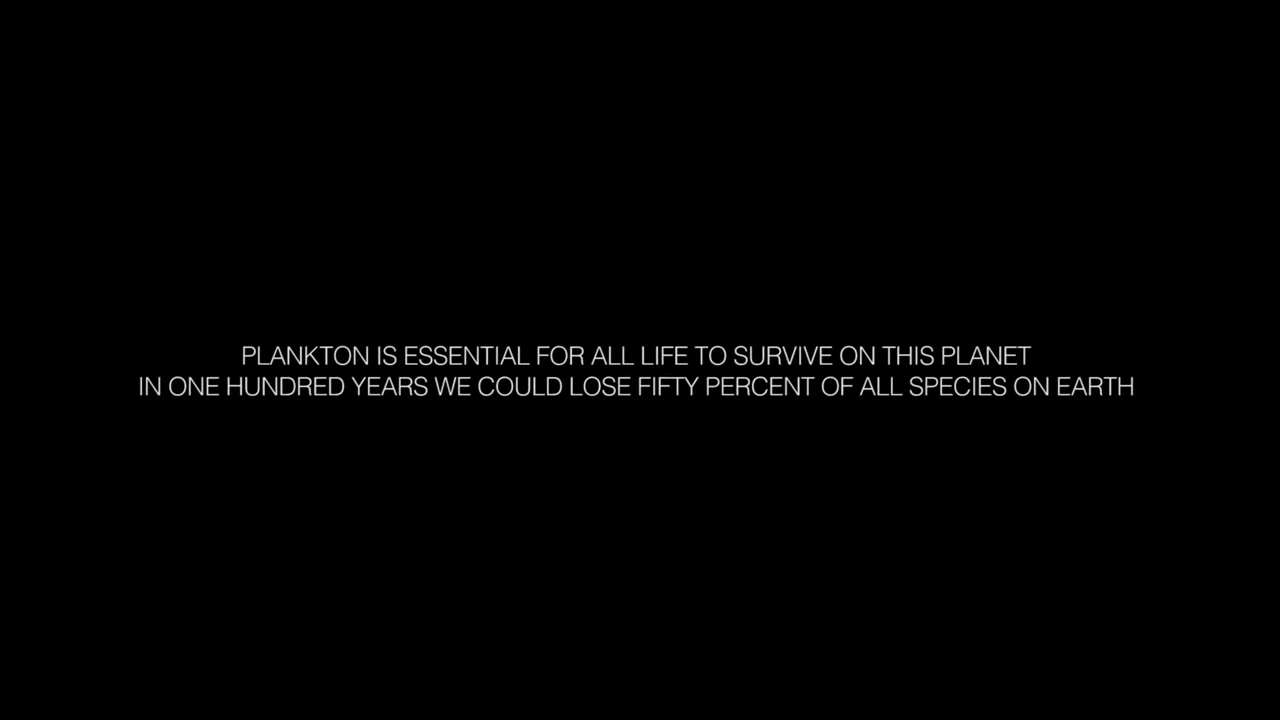 PLANKTON IS ESSENTIAL FOR ALL LIFE TO SURVIVE ON THIS PLANET
IN ONE HUNDRED YEARS WE COULD LOSE FIFTY PERCENT OF ALL SPECIES ON EARTH